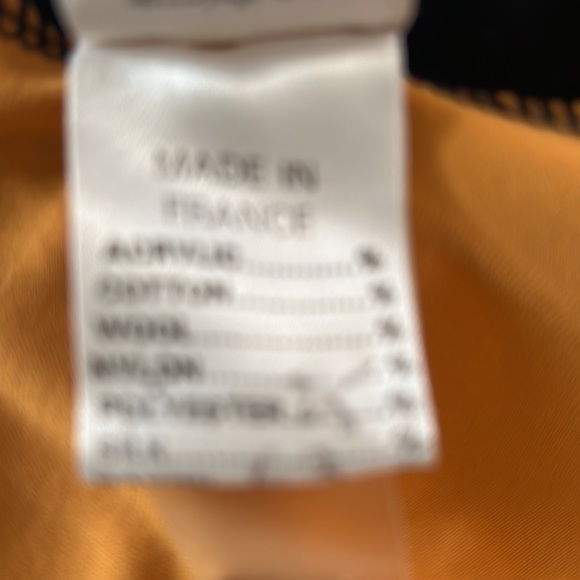 MADE IN
FRANCE
ACRYLIC....................%
COTTON....................%
WOOL....................%
NYLON....................%
POLYESTER....................%